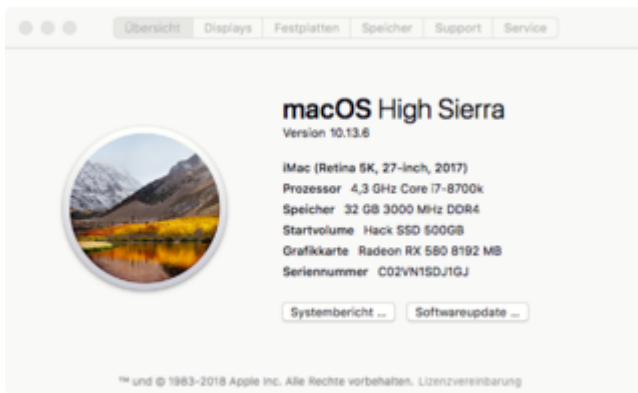 Übersicht Displays Festplatten Speicher Support Service
macOS High Sierra
Version 10.13.6
iMac (Retina 5K, 27-inch, 2017)
Prozessor 4,3 GHz Core i7-8700k
Speicher 32 GB 3000 MHz DDR4
Startvolume Hack SSD 500GB
Grafikkarte Radeon RX 580 8192 MB
Seriennummer C02VN1SDJ1GJ
Systembericht ... Softwareupdate ...
™ und © 1983-2018 Apple Inc. Alle Rechte vorbehalten. Lizenzvereinbarung